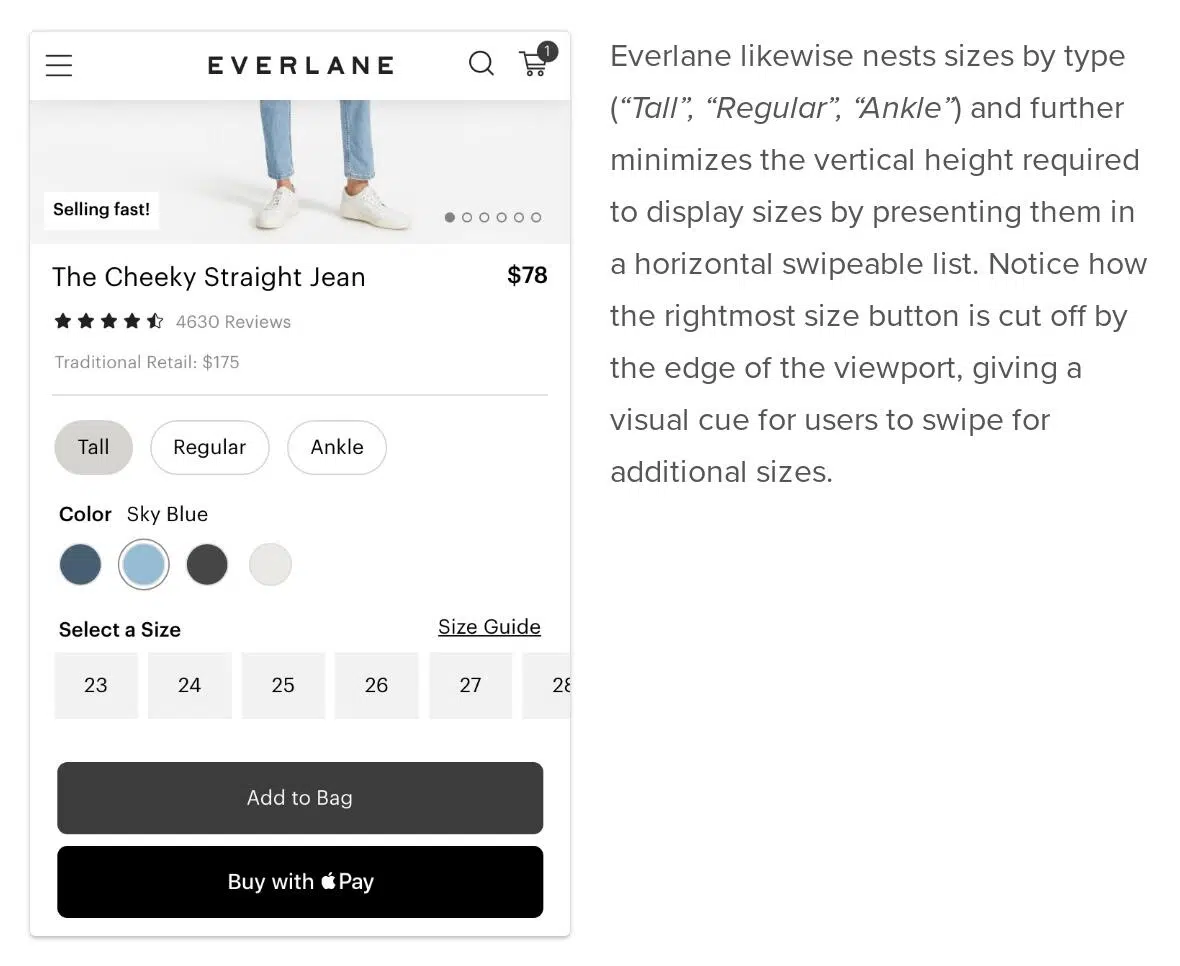 EVERLANE
1
Selling fast!
The Cheeky Straight Jean
$78
4630 Reviews
Traditional Retail: $175
Tall
Regular
Ankle
Color Sky Blue
Select a Size
Size Guide
23
24
25
26
27
28
Add to Bag
Buy with Pay
Everlane likewise nests sizes by type
(“Tall”, “Regular”, “Ankle”) and further
minimizes the vertical height required
to display sizes by presenting them in
a horizontal swipeable list. Notice how
the rightmost size button is cut off by
the edge of the viewport, giving a
visual cue for users to swipe for
additional sizes.